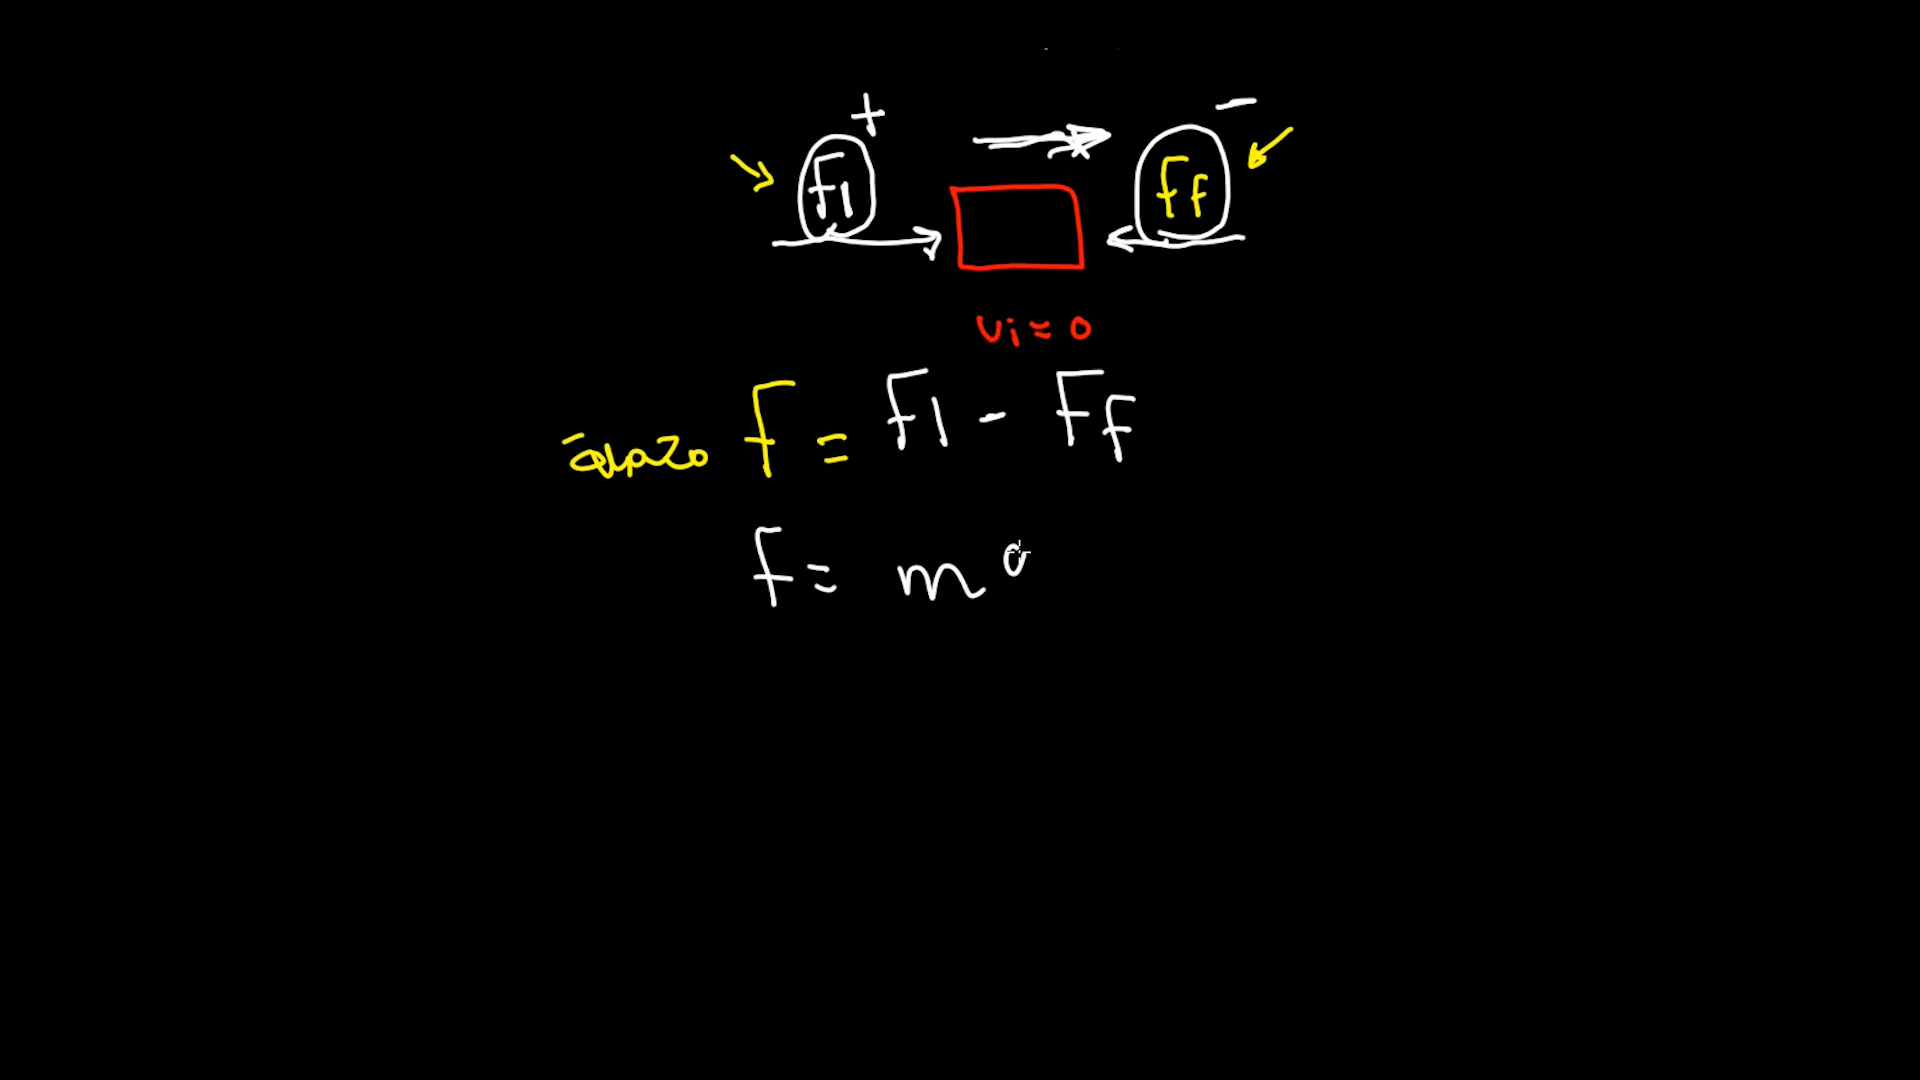 + -
F1 Ff
vi = 0
F = F1 - Ff
F = m